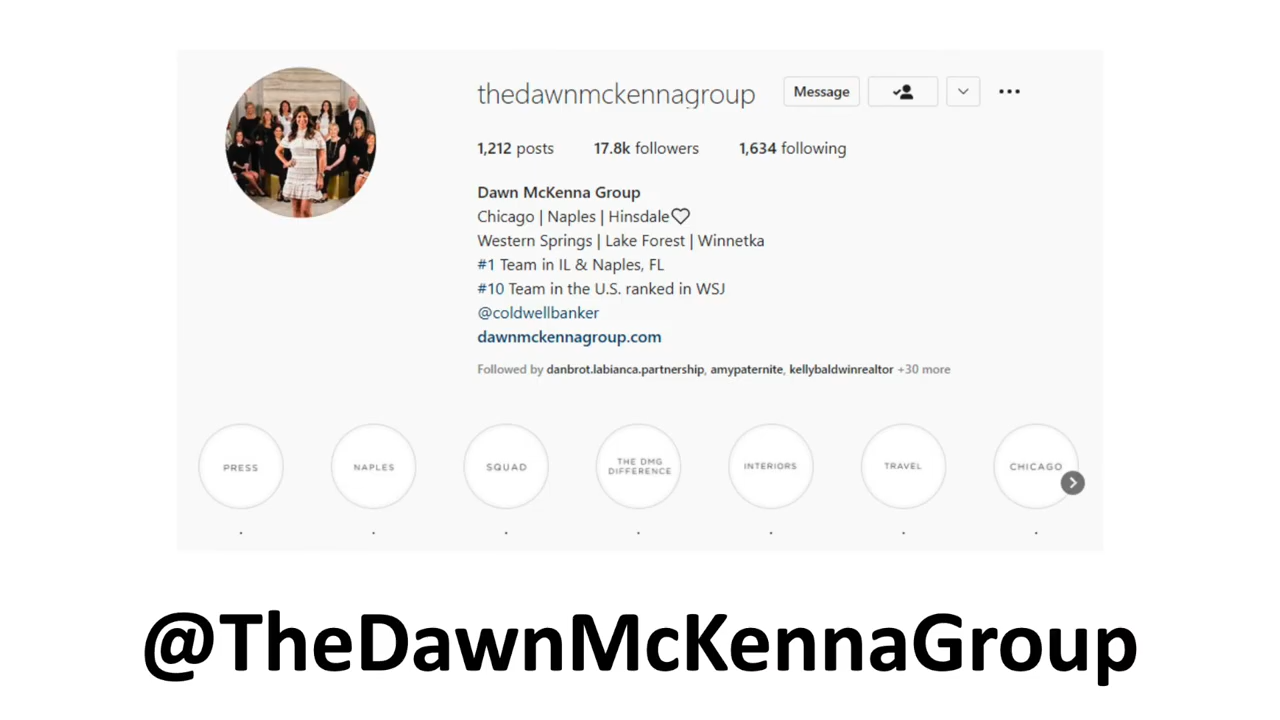 thedawnmckennagroup Message
1,212 posts 17.8k followers 1,634 following
Dawn McKenna Group
Chicago | Naples | Hinsdale♡
Western Springs | Lake Forest | Winnetka
#1 Team in IL & Naples, FL
#10 Team in the U.S. ranked in WSJ
@coldwellbanker
dawnmckennagroup.com
Followed by danbrot.labianca.partnership, amypaternite, kellybaldwinrealtor +30 more
PRESS
NAPLES
SQUAD
THE DMG
DIFFERENCE
INTERIORS
TRAVEL
CHICAGO
@TheDawnMcKennaGroup